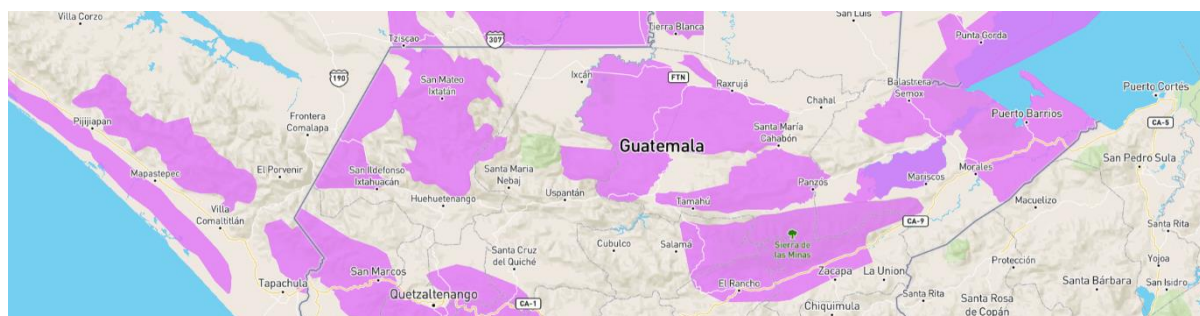 Villa Corzo
Tziscao
307
Tierra Blanca
San Luis
Punta Gorda
190
San Mateo
Ixtatán
Ixcán
FTN
Raxrujá
Chahal
Balastrera
Semox
Puerto Cortés
Pijijiapan
Frontera
Comalapa
Puerto Barrios
CA-5
Santa María
Cahabón
Guatemala
San Pedro Sula
Mapastepec
El Porvenir
San Ildefonso
Ixtahuacán
Santa Maria
Nebaj
Uspantán
Panzós
Mariscos
Morales
Huehuetenango
Tamahú
Macuelizo
Villa
Comaltitlán
CA-9
Santa Rita
Santa Cruz
del Quiché
Cubulco
Salamá
Sierra de
las Minas
Yojoa
Protección
Tapachula
San Marcos
Zacapa
La Union
El Rancho
Santa Bárbara
San Isidro
Quetzaltenango
CA-1
Chiquimula
Santa Rita
Santa Rosa
de Copán